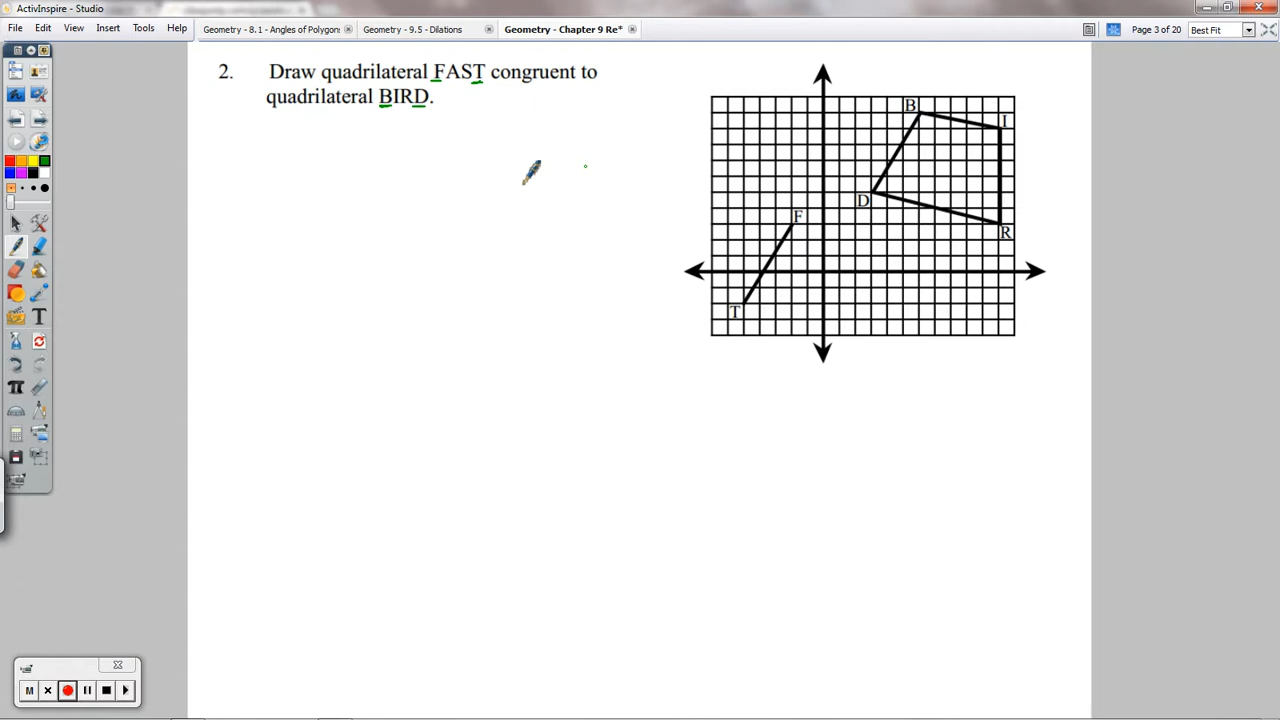 ActivInspire - Studio
File Edit View Insert Tools Help
Geometry - 8.1 - Angles of Polygon:
Geometry - 9.5 - Dilations
Geometry - Chapter 9 Re*
Page 3 of 20
Best Fit
2. Draw quadrilateral FAST congruent to
quadrilateral BIRD.
B
I
D
F
R
T
M